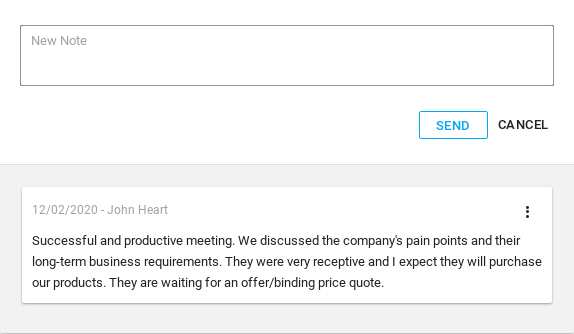 New Note
SEND CANCEL
12/02/2020 - John Heart
Successful and productive meeting. We discussed the company's pain points and their
long-term business requirements. They were very receptive and I expect they will purchase
our products. They are waiting for an offer/binding price quote.